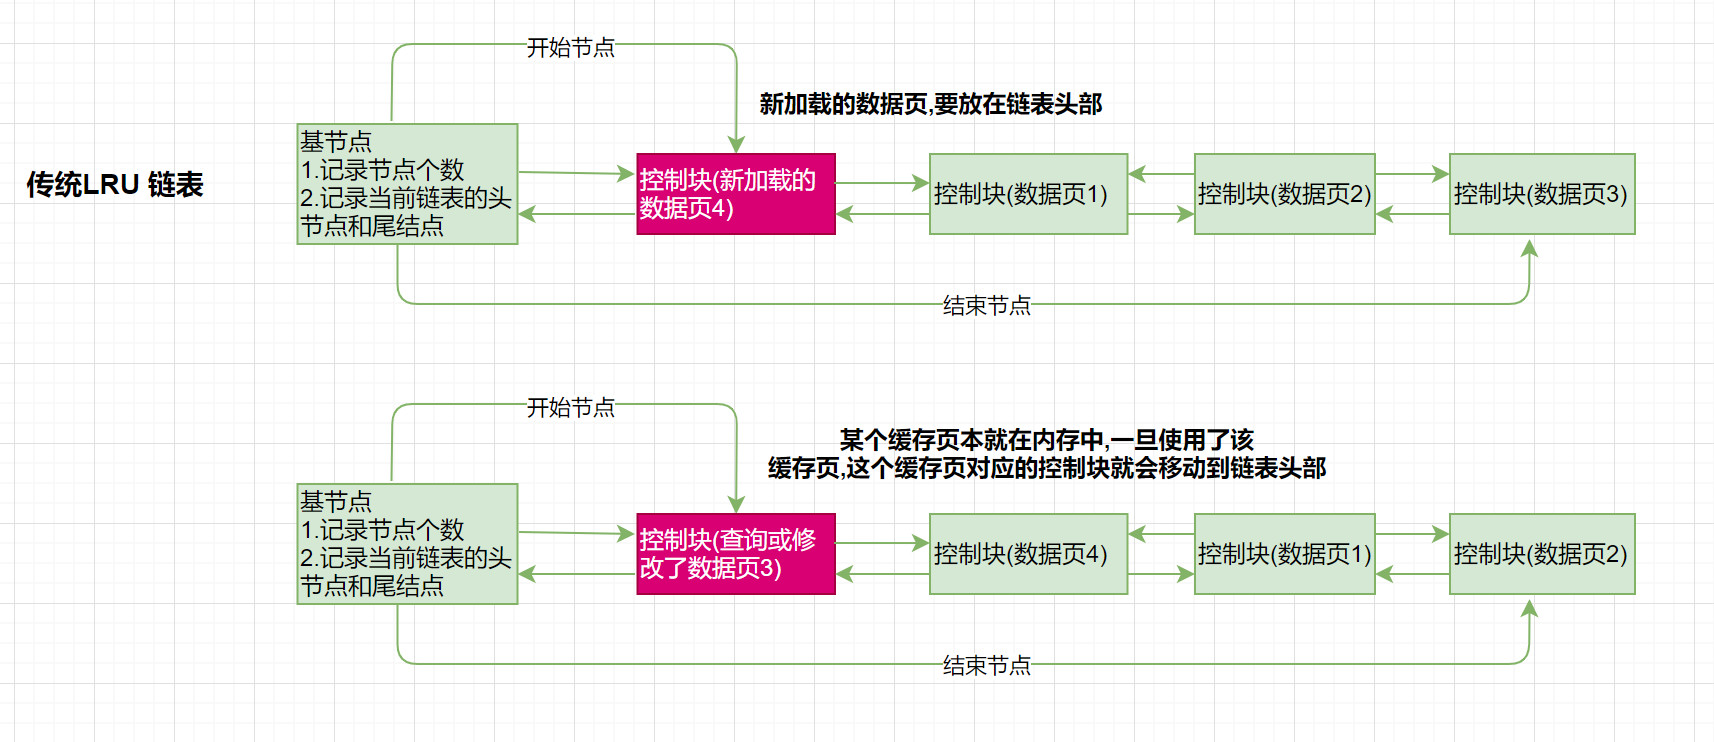 开始节点
新加载的数据页,要放在链表头部
传统LRU 链表
基节点
1.记录节点个数
2.记录当前链表的头
节点和尾结点
控制块(新加载的
数据页4)
控制块(数据页1)
控制块(数据页2)
控制块(数据页3)
结束节点
开始节点
某个缓存页本就在内存中,一旦使用了该
缓存页,这个缓存页对应的控制块就会移动到链表头部
基节点
1.记录节点个数
2.记录当前链表的头
节点和尾结点
控制块(查询或修
改了数据页3)
控制块(数据页4)
控制块(数据页1)
控制块(数据页2)
结束节点